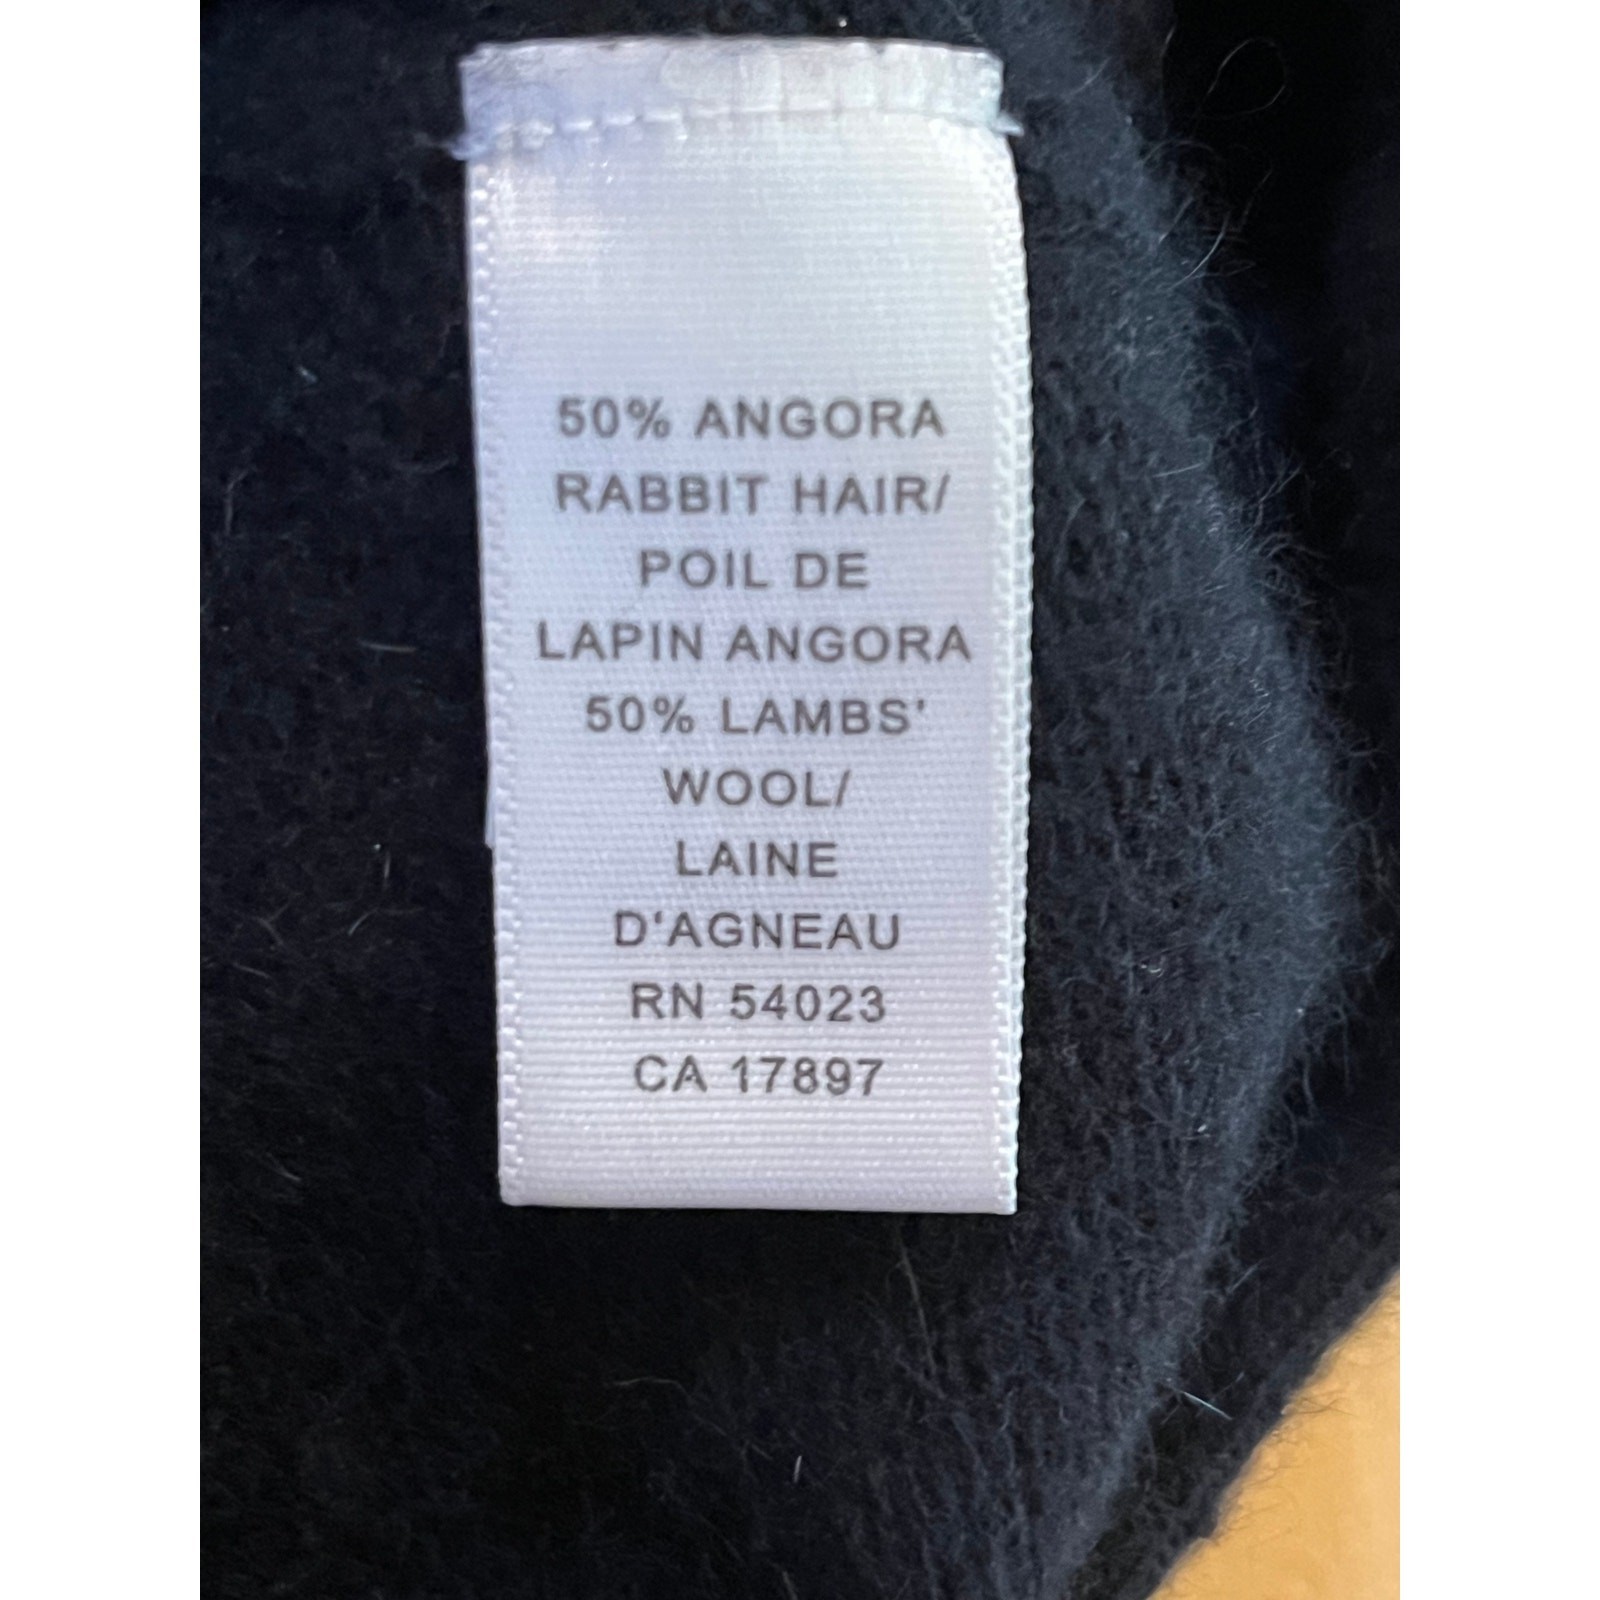 50% ANGORA
RABBIT HAIR/
POIL DE
LAPIN ANGORA
50% LAMBS'
WOOL/
LAINE
D'AGNEAU
RN 54023
CA 17897